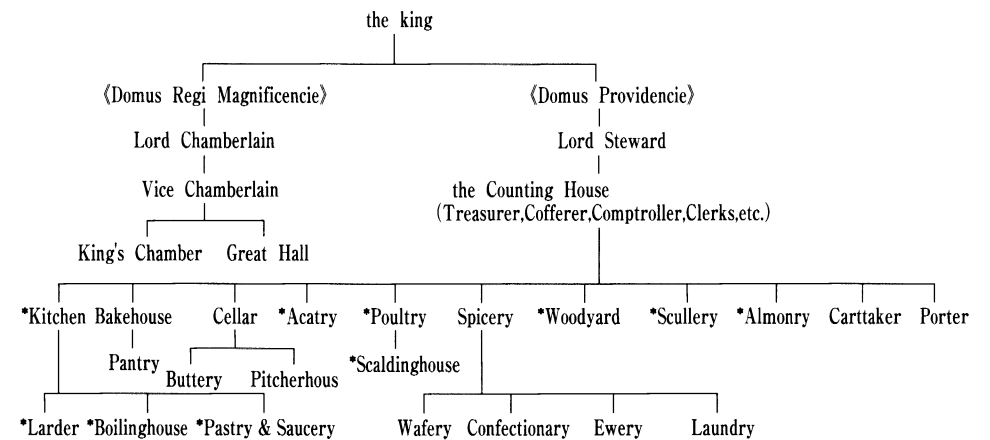 the king
《Domus Regi Magnificencie》 《Domus Providencie》
Lord Chamberlain Lord Steward
Vice Chamberlain the Counting House
(Treasurer,Cofferer,Comptroller,Clerks,etc.)
King's Chamber Great Hall
*Kitchen Bakehouse Cellar *Acatry *Poultry Spicery *Woodyard *Scullery *Almonry Carttaker Porter
Pantry *Scaldinghouse
Buttery Pitcherhous
*Larder *Boilinghouse *Pastry & Saucery Wafery Confectionary Ewery Laundry